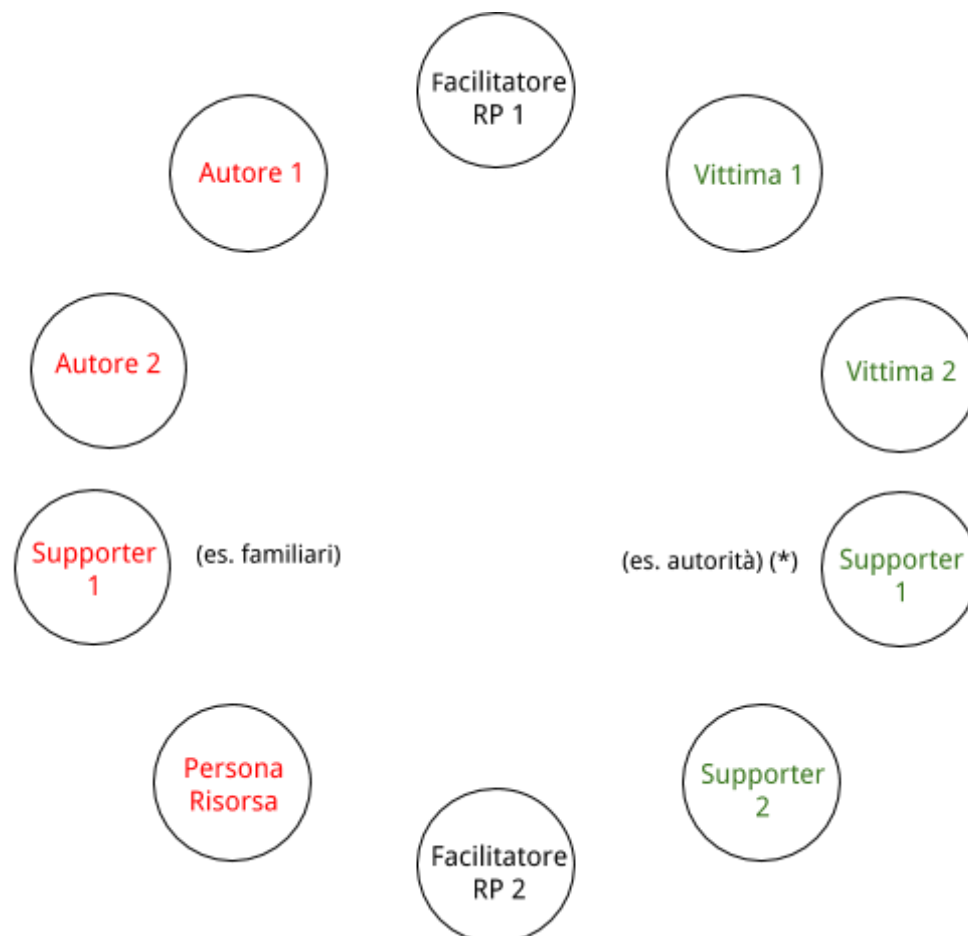 Facilitatore
RP 1
Autore 1
Vittima 1
Autore 2
Vittima 2
Supporter
1
(es. familiari)
(es. autorità) (*)
Supporter
1
Persona
Risorsa
Supporter
2
Facilitatore
RP 2